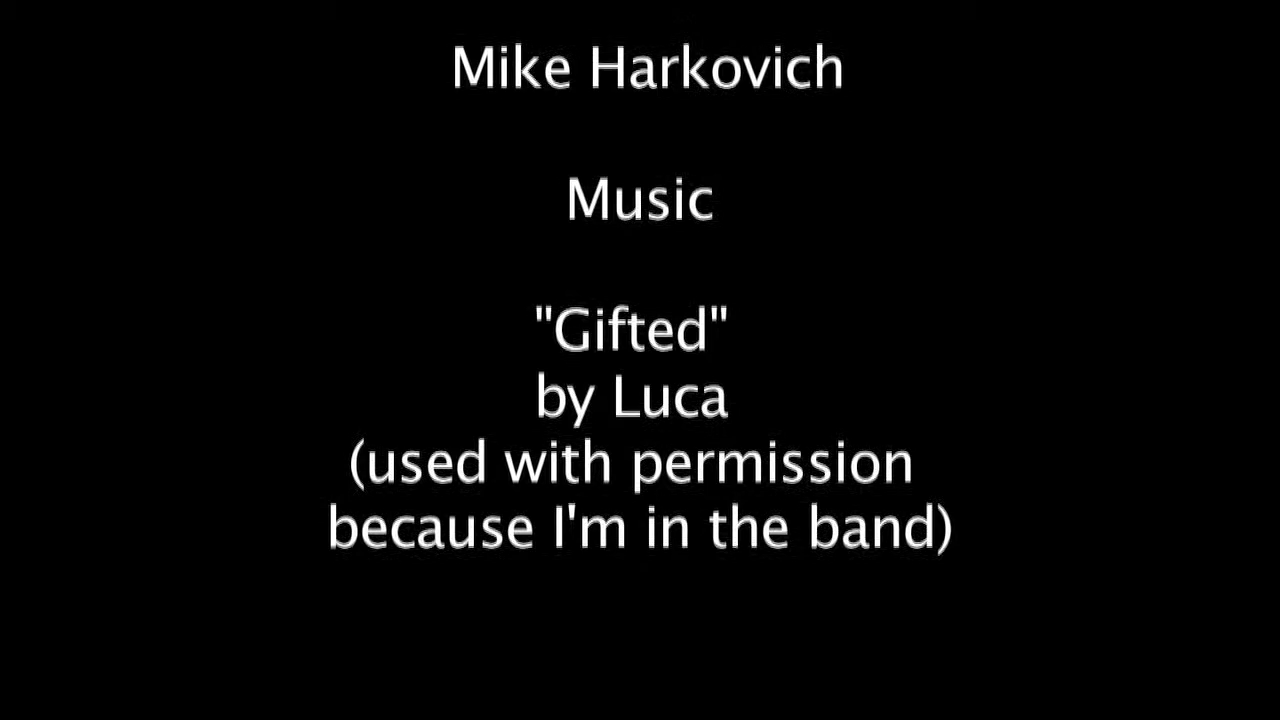 Mike Harkovich
Music
"Gifted"
by Luca
(used with permission
because I'm in the band)